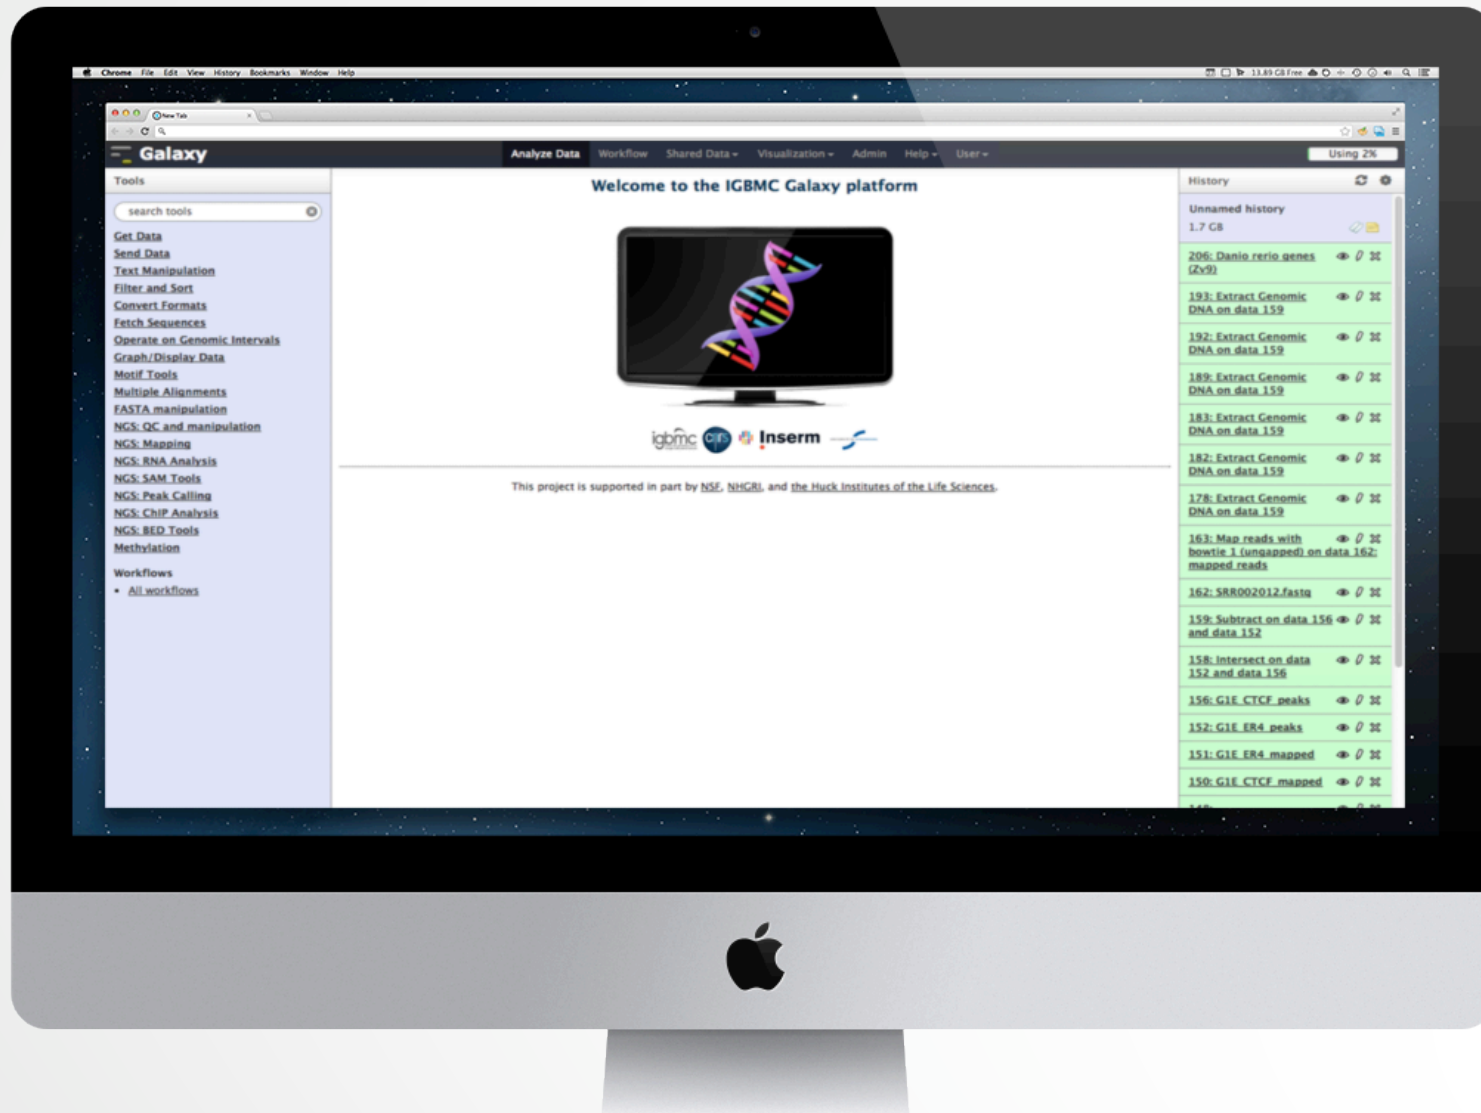 Chrome File Edit View History Bookmarks Window Help
13.89 GB Free
New Tab
Galaxy
Analyze Data Workflow Shared Data Visualization Admin Help User
Using 2%
Tools
search tools
Get Data
Send Data
Text Manipulation
Filter and Sort
Convert Formats
Fetch Sequences
Operate on Genomic Intervals
Graph/Display Data
Motif Tools
Multiple Alignments
FASTA manipulation
NGS: QC and manipulation
NGS: Mapping
NGS: RNA Analysis
NGS: SAM Tools
NGS: Peak Calling
NGS: ChIP Analysis
NGS: BED Tools
Methylation
Workflows
• All workflows
Welcome to the IGBMC Galaxy platform
igbmc cnrs Inserm
This project is supported in part by NSF, NHGRI, and the Huck Institutes of the Life Sciences.
History
Unnamed history
1.7 GB
206: Danio rerio genes
(Zv9)
193: Extract Genomic
DNA on data 159
192: Extract Genomic
DNA on data 159
189: Extract Genomic
DNA on data 159
183: Extract Genomic
DNA on data 159
182: Extract Genomic
DNA on data 159
178: Extract Genomic
DNA on data 159
163: Map reads with
bowtie 1 (ungapped) on data 162:
mapped reads
162: SRR002012.fastq
159: Subtract on data 156
and data 152
158: Intersect on data
152 and data 156
156: G1E CTCF peaks
152: G1E ER4 peaks
151: G1E ER4 mapped
150: G1E CTCF mapped